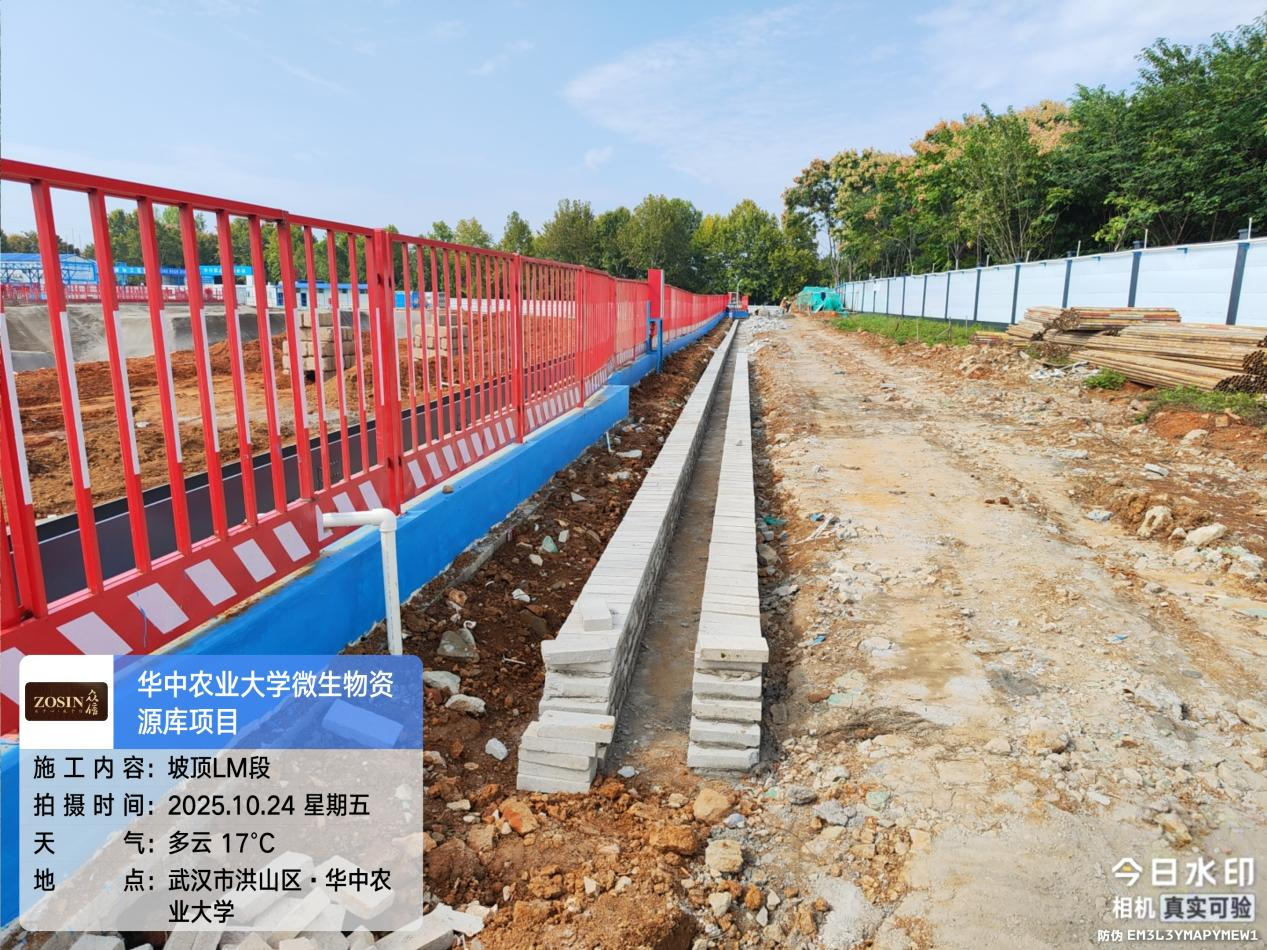 ZOSIN 众信
华中农业大学微生物资
源库项目
施工内容：坡顶LM段
拍摄时间：2025.10.24 星期五
天气：多云 17°C
地点：武汉市洪山区·华中农
业大学
今日水印
相机 真实可验
防伪 EM3L3YMAPYMEW1